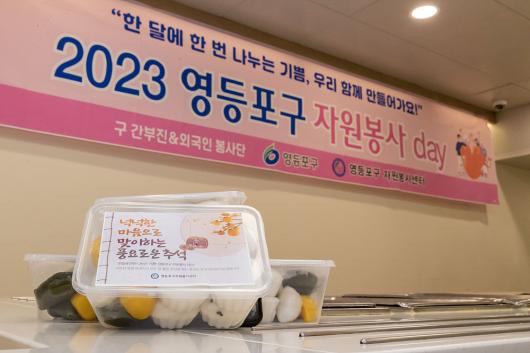 “한 달에 한 번 나누는 기쁨, 우리 함께 만들어가요!”
2023 영등포구 자원봉사 day
구 간부진&외국인 봉사단 영등포구 영등포구 자원봉사센터
넉넉한
마음으로
맞이하는
풍요로운 추석